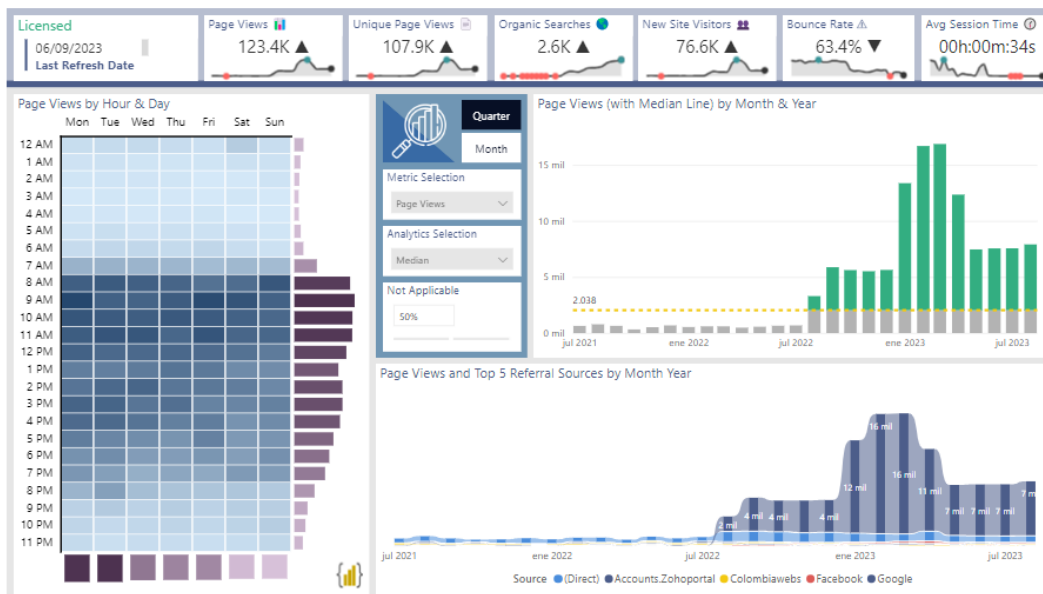 Licensed
06/09/2023
Last Refresh Date
Page Views
123.4K
Unique Page Views
107.9K
Organic Searches
2.6K
New Site Visitors
76.6K
Bounce Rate
63.4%
Avg Session Time
00h:00m:34s
Page Views by Hour & Day
Mon Tue Wed Thu Fri Sat Sun
12 AM
1 AM
2 AM
3 AM
4 AM
5 AM
6 AM
7 AM
8 AM
9 AM
10 AM
11 AM
12 PM
1 PM
2 PM
3 PM
4 PM
5 PM
6 PM
7 PM
8 PM
9 PM
10 PM
11 PM
Quarter
Month
Metric Selection
Page Views
Analytics Selection
Median
Not Applicable
50%
Page Views (with Median Line) by Month & Year
15 mil
10 mil
5 mil
2.038
0 mil
jul 2021 ene 2022 jul 2022 ene 2023 jul 2023
Page Views and Top 5 Referral Sources by Month Year
2 mil 4 mil 4 mil 4 mil 12 mil 16 mil 16 mil 11 mil 7 mil 7 mil 7 mil 7 m
jul 2021 ene 2022 jul 2022 ene 2023 jul 2023
Source (Direct) Accounts.Zohoportal Colombiawebs Facebook Google